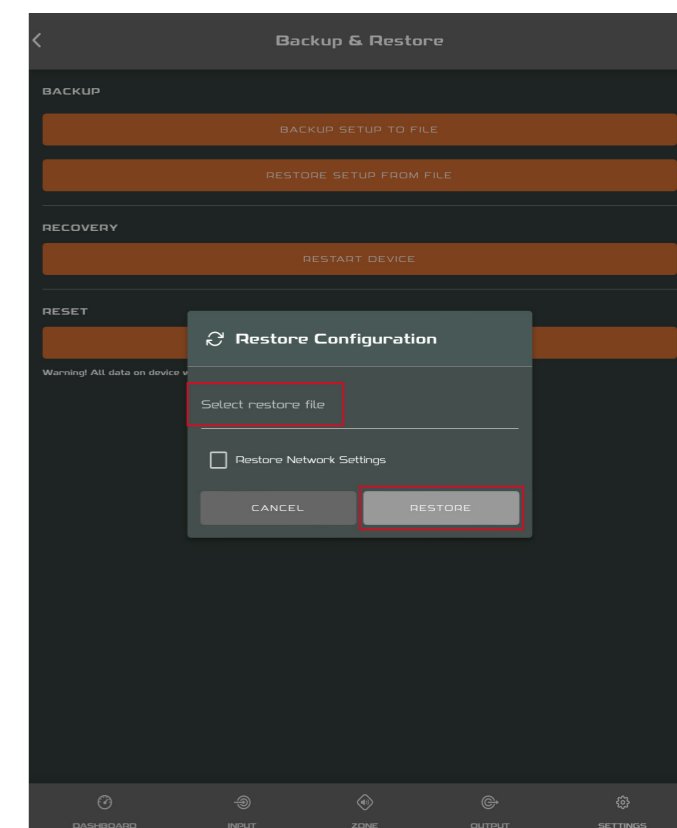 Backup & Restore
BACKUP
BACKUP SETUP TO FILE
RESTORE SETUP FROM FILE
RECOVERY
RESTART DEVICE
RESET
Warning! All data on device
Restore Configuration
Select restore file
Restore Network Settings
CANCEL
RESTORE
DASHBOARD
INPUT
ZONE
OUTPUT
SETTINGS